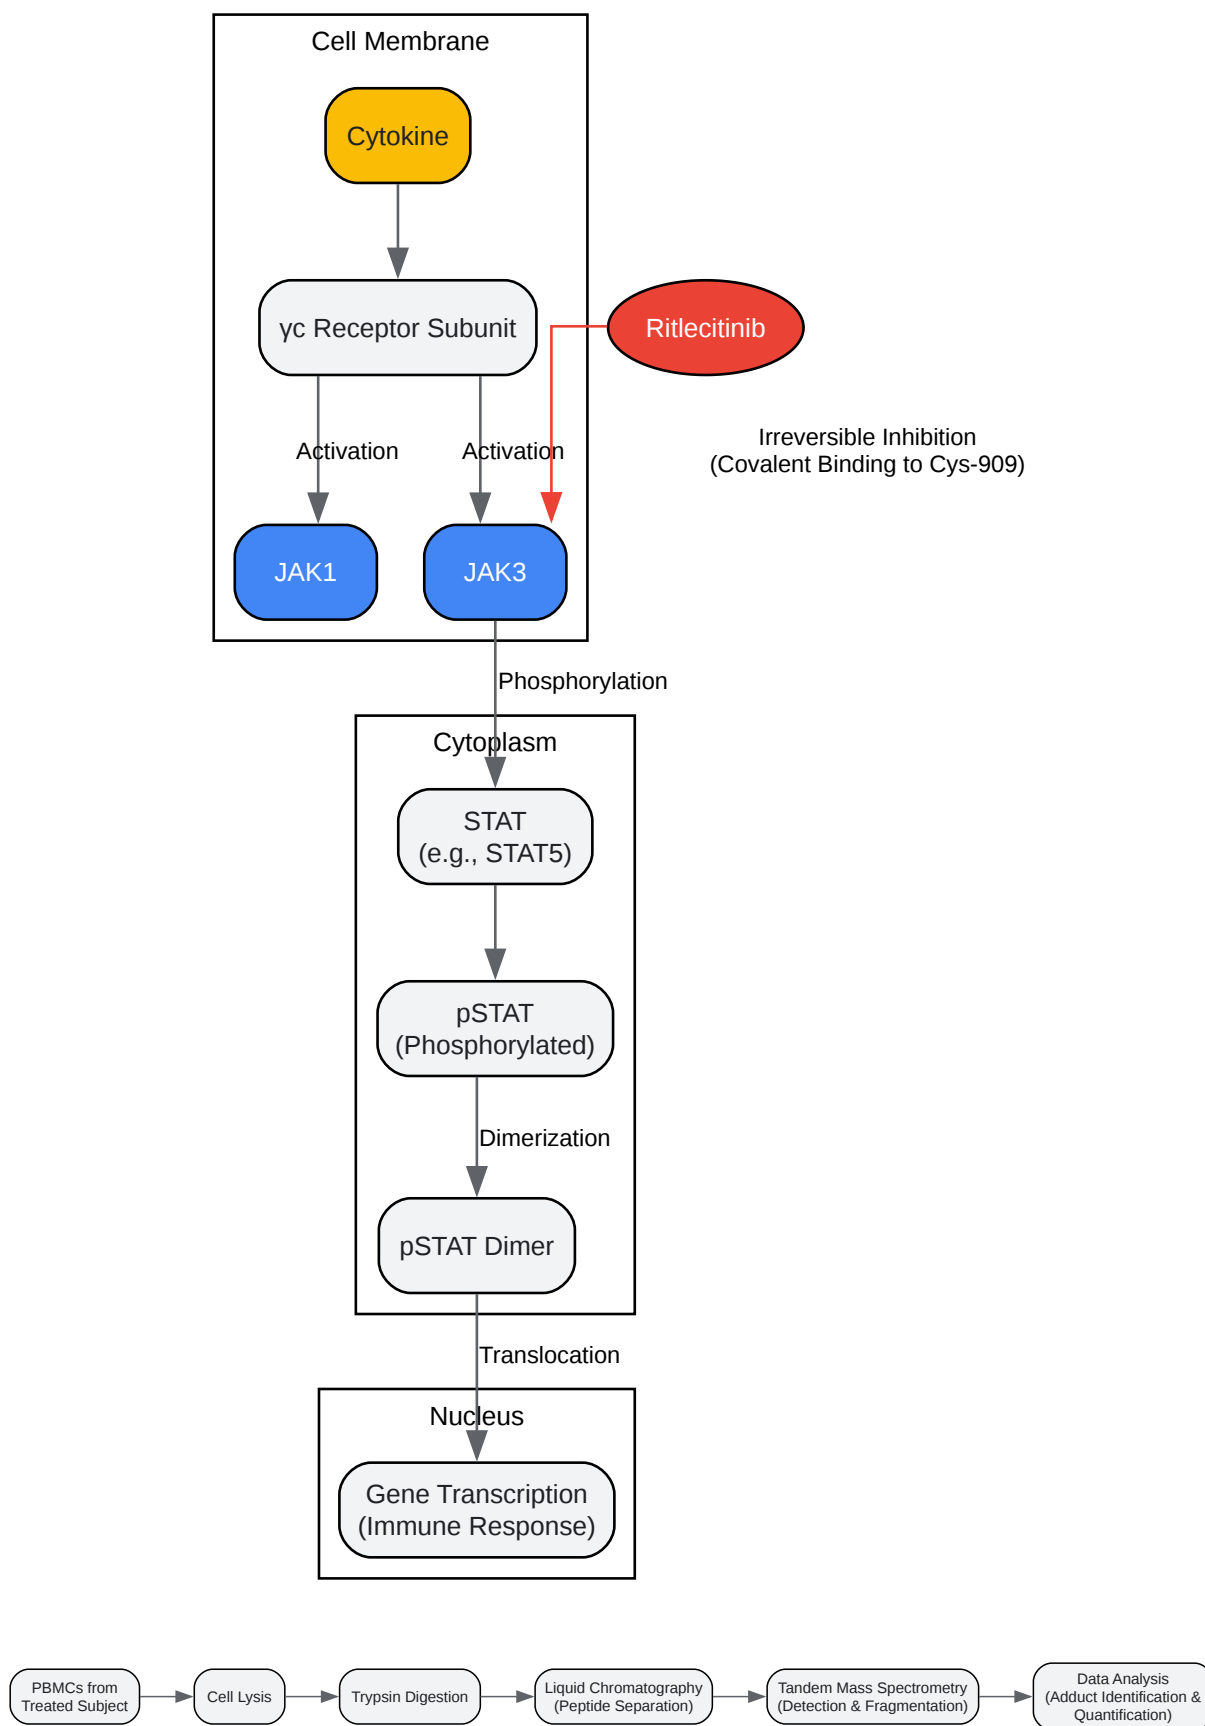 Cell Membrane
Cytokine
γc Receptor Subunit
Ritlecitinib
Activation
Activation
Irreversible Inhibition
(Covalent Binding to Cys-909)
JAK1
JAK3
Phosphorylation
Cytoplasm
STAT
(e.g., STAT5)
pSTAT
(Phosphorylated)
Dimerization
pSTAT Dimer
Translocation
Nucleus
Gene Transcription
(Immune Response)
PBMCs from
Treated Subject
Cell Lysis
Trypsin Digestion
Liquid Chromatography
(Peptide Separation)
Tandem Mass Spectrometry
(Detection & Fragmentation)
Data Analysis
(Adduct Identification &
Quantification)